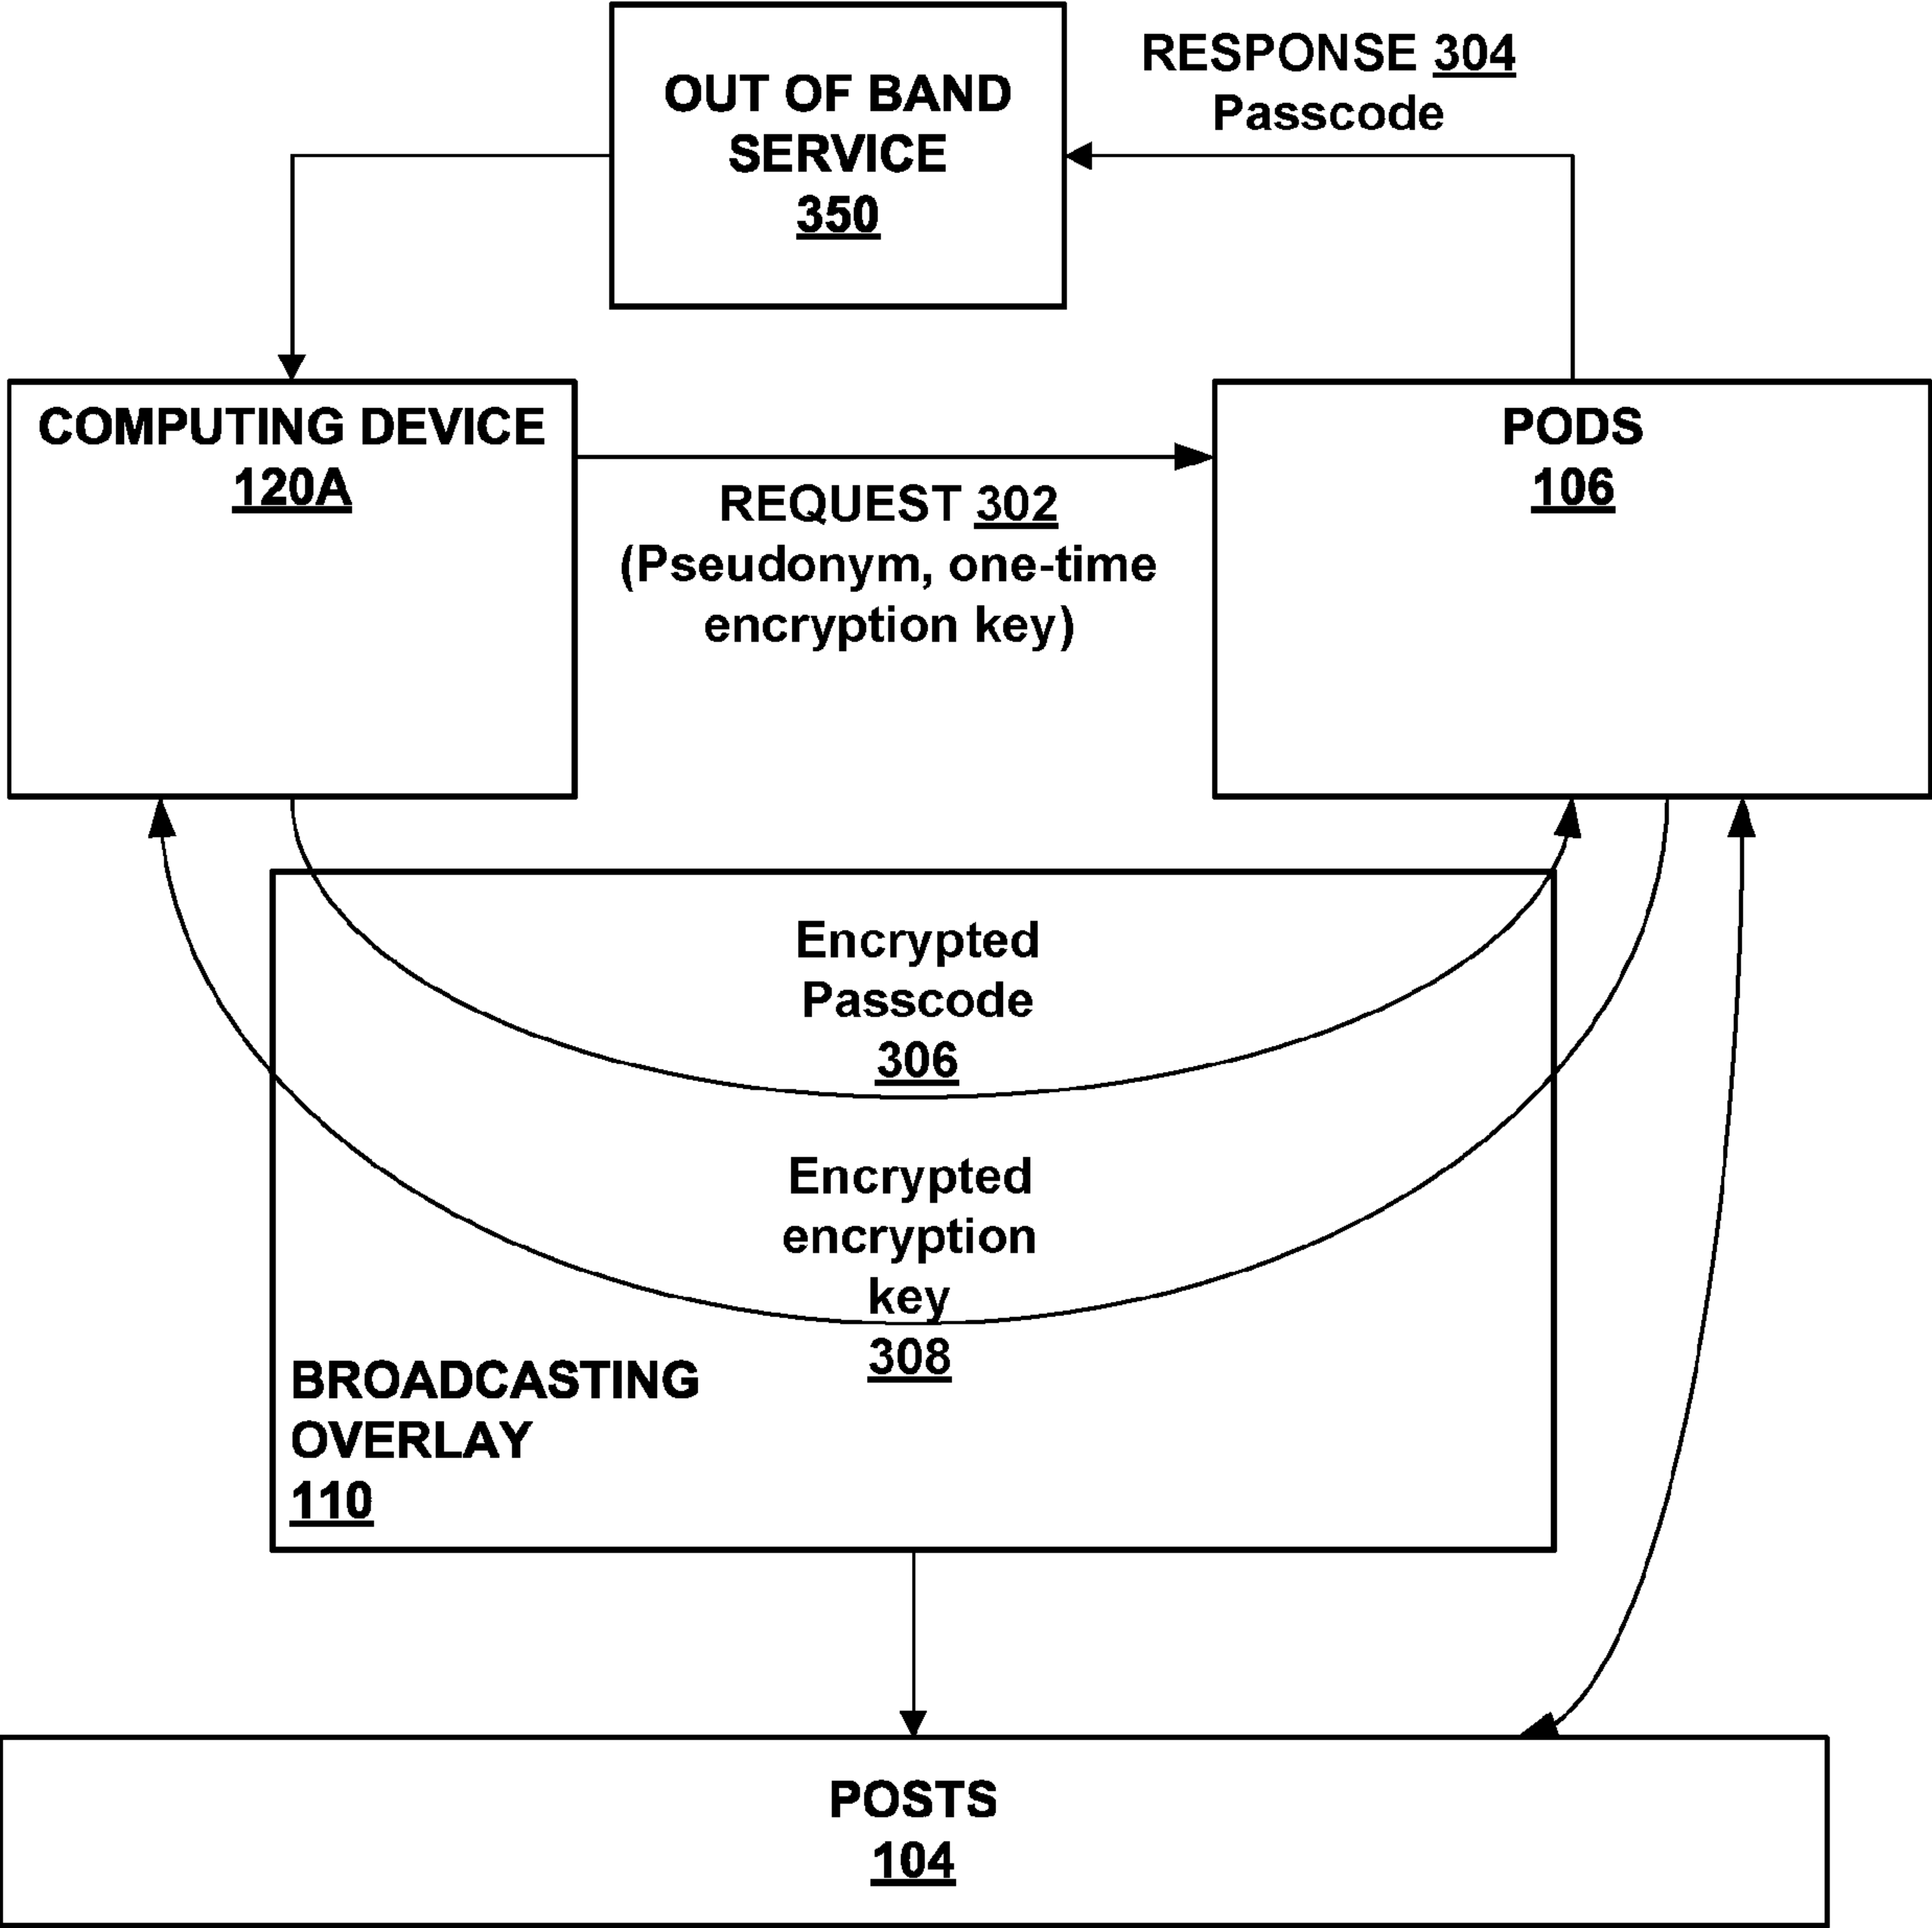 OUT OF BAND
SERVICE
350
RESPONSE 304
Passcode
COMPUTING DEVICE
120A
REQUEST 302
(Pseudonym, one-time
encryption key)
PODS
106
Encrypted
Passcode
306
Encrypted
encryption
key
308
BROADCASTING
OVERLAY
110
POSTS
104